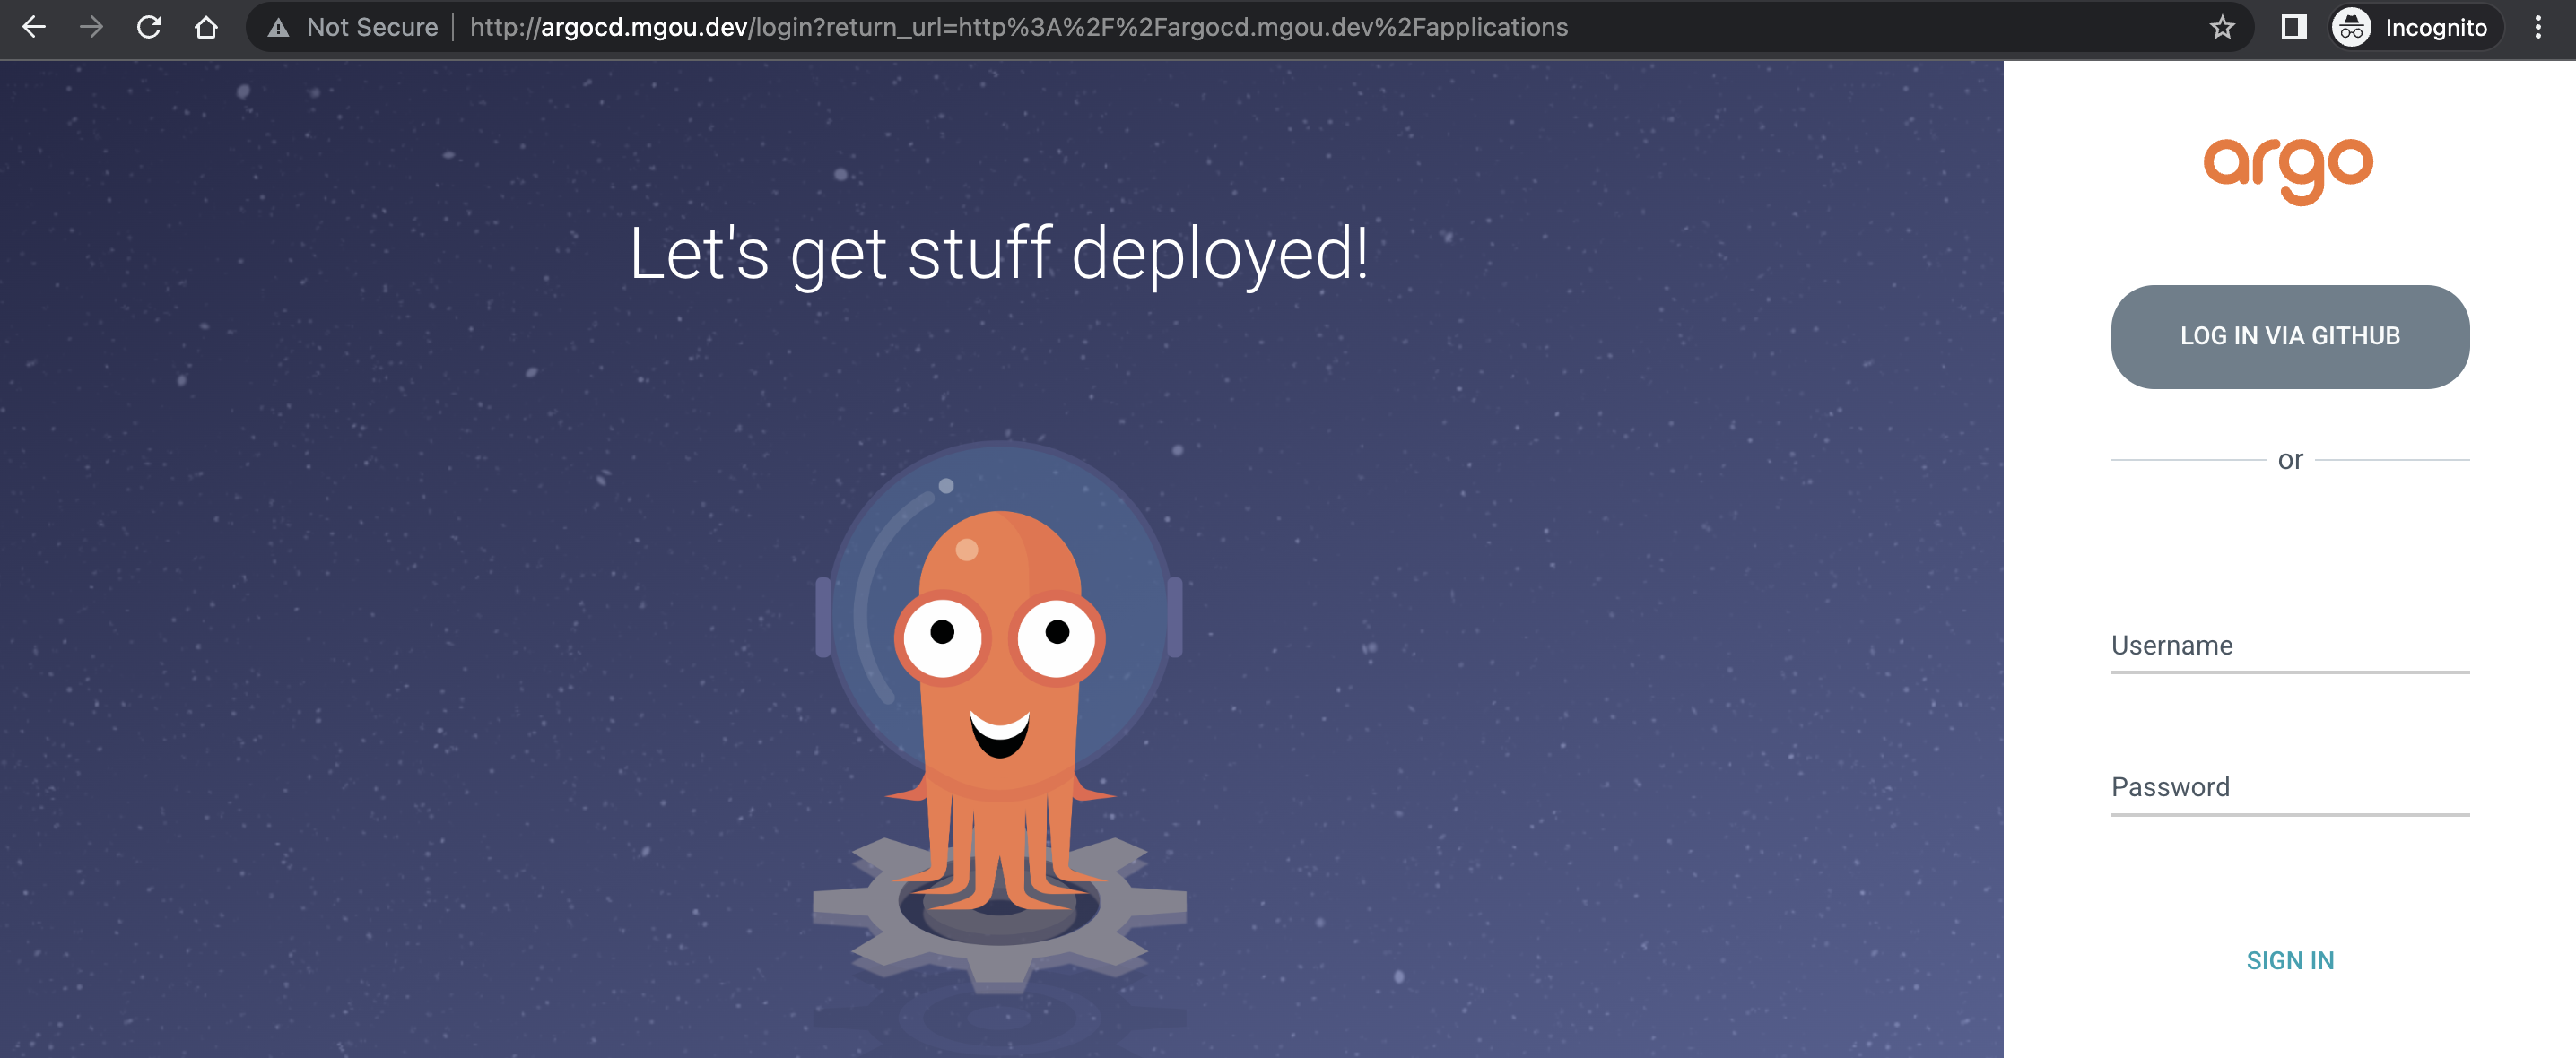 Not Secure
http://argocd.mgou.dev/login?return_url=http%3A%2F%2Fargocd.mgou.dev%2Fapplications
Incognito
Let's get stuff deployed!
argo
LOG IN VIA GITHUB
or
Username
Password
SIGN IN